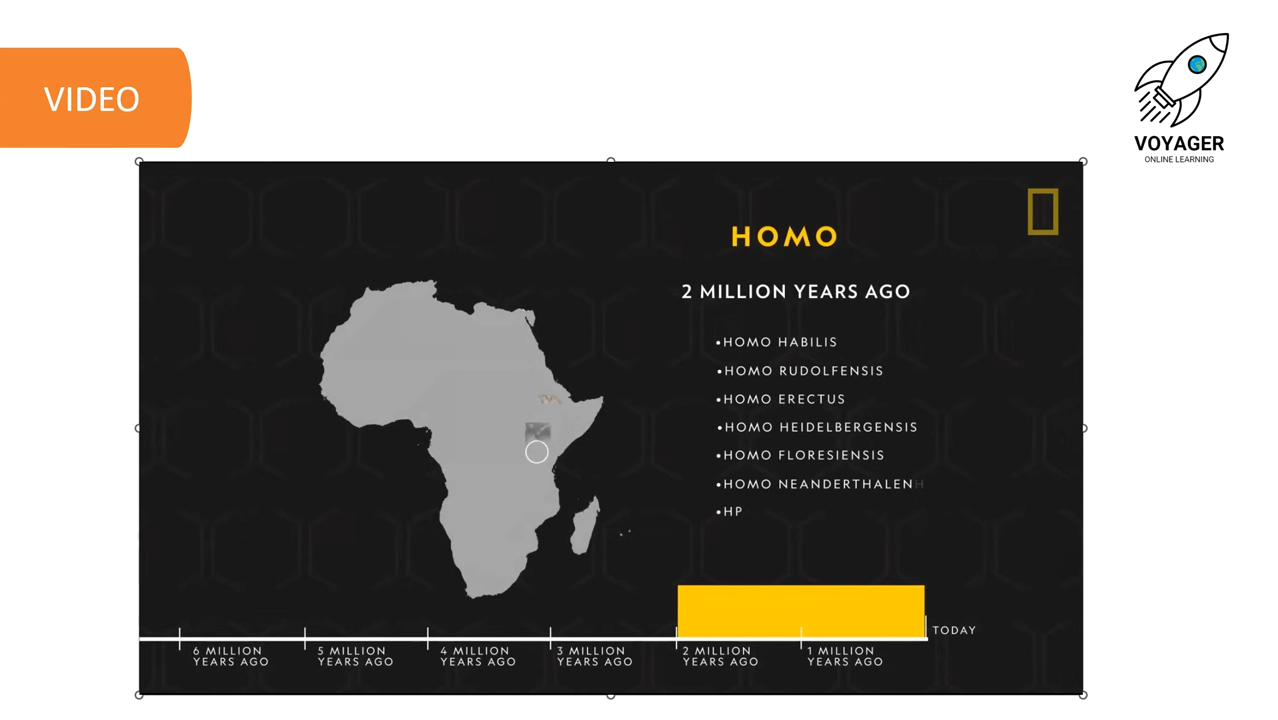 VIDEO
VOYAGER
ONLINE LEARNING
HOMO
2 MILLION YEARS AGO
•HOMO HABILIS
•HOMO RUDOLFENSIS
•HOMO ERECTUS
•HOMO HEIDELBERGENSIS
•HOMO FLORESIENSIS
•HOMO NEANDERTHALENH
•HP
TODAY
6 MILLION YEARS AGO
5 MILLION YEARS AGO
4 MILLION YEARS AGO
3 MILLION YEARS AGO
2 MILLION YEARS AGO
1 MILLION YEARS AGO